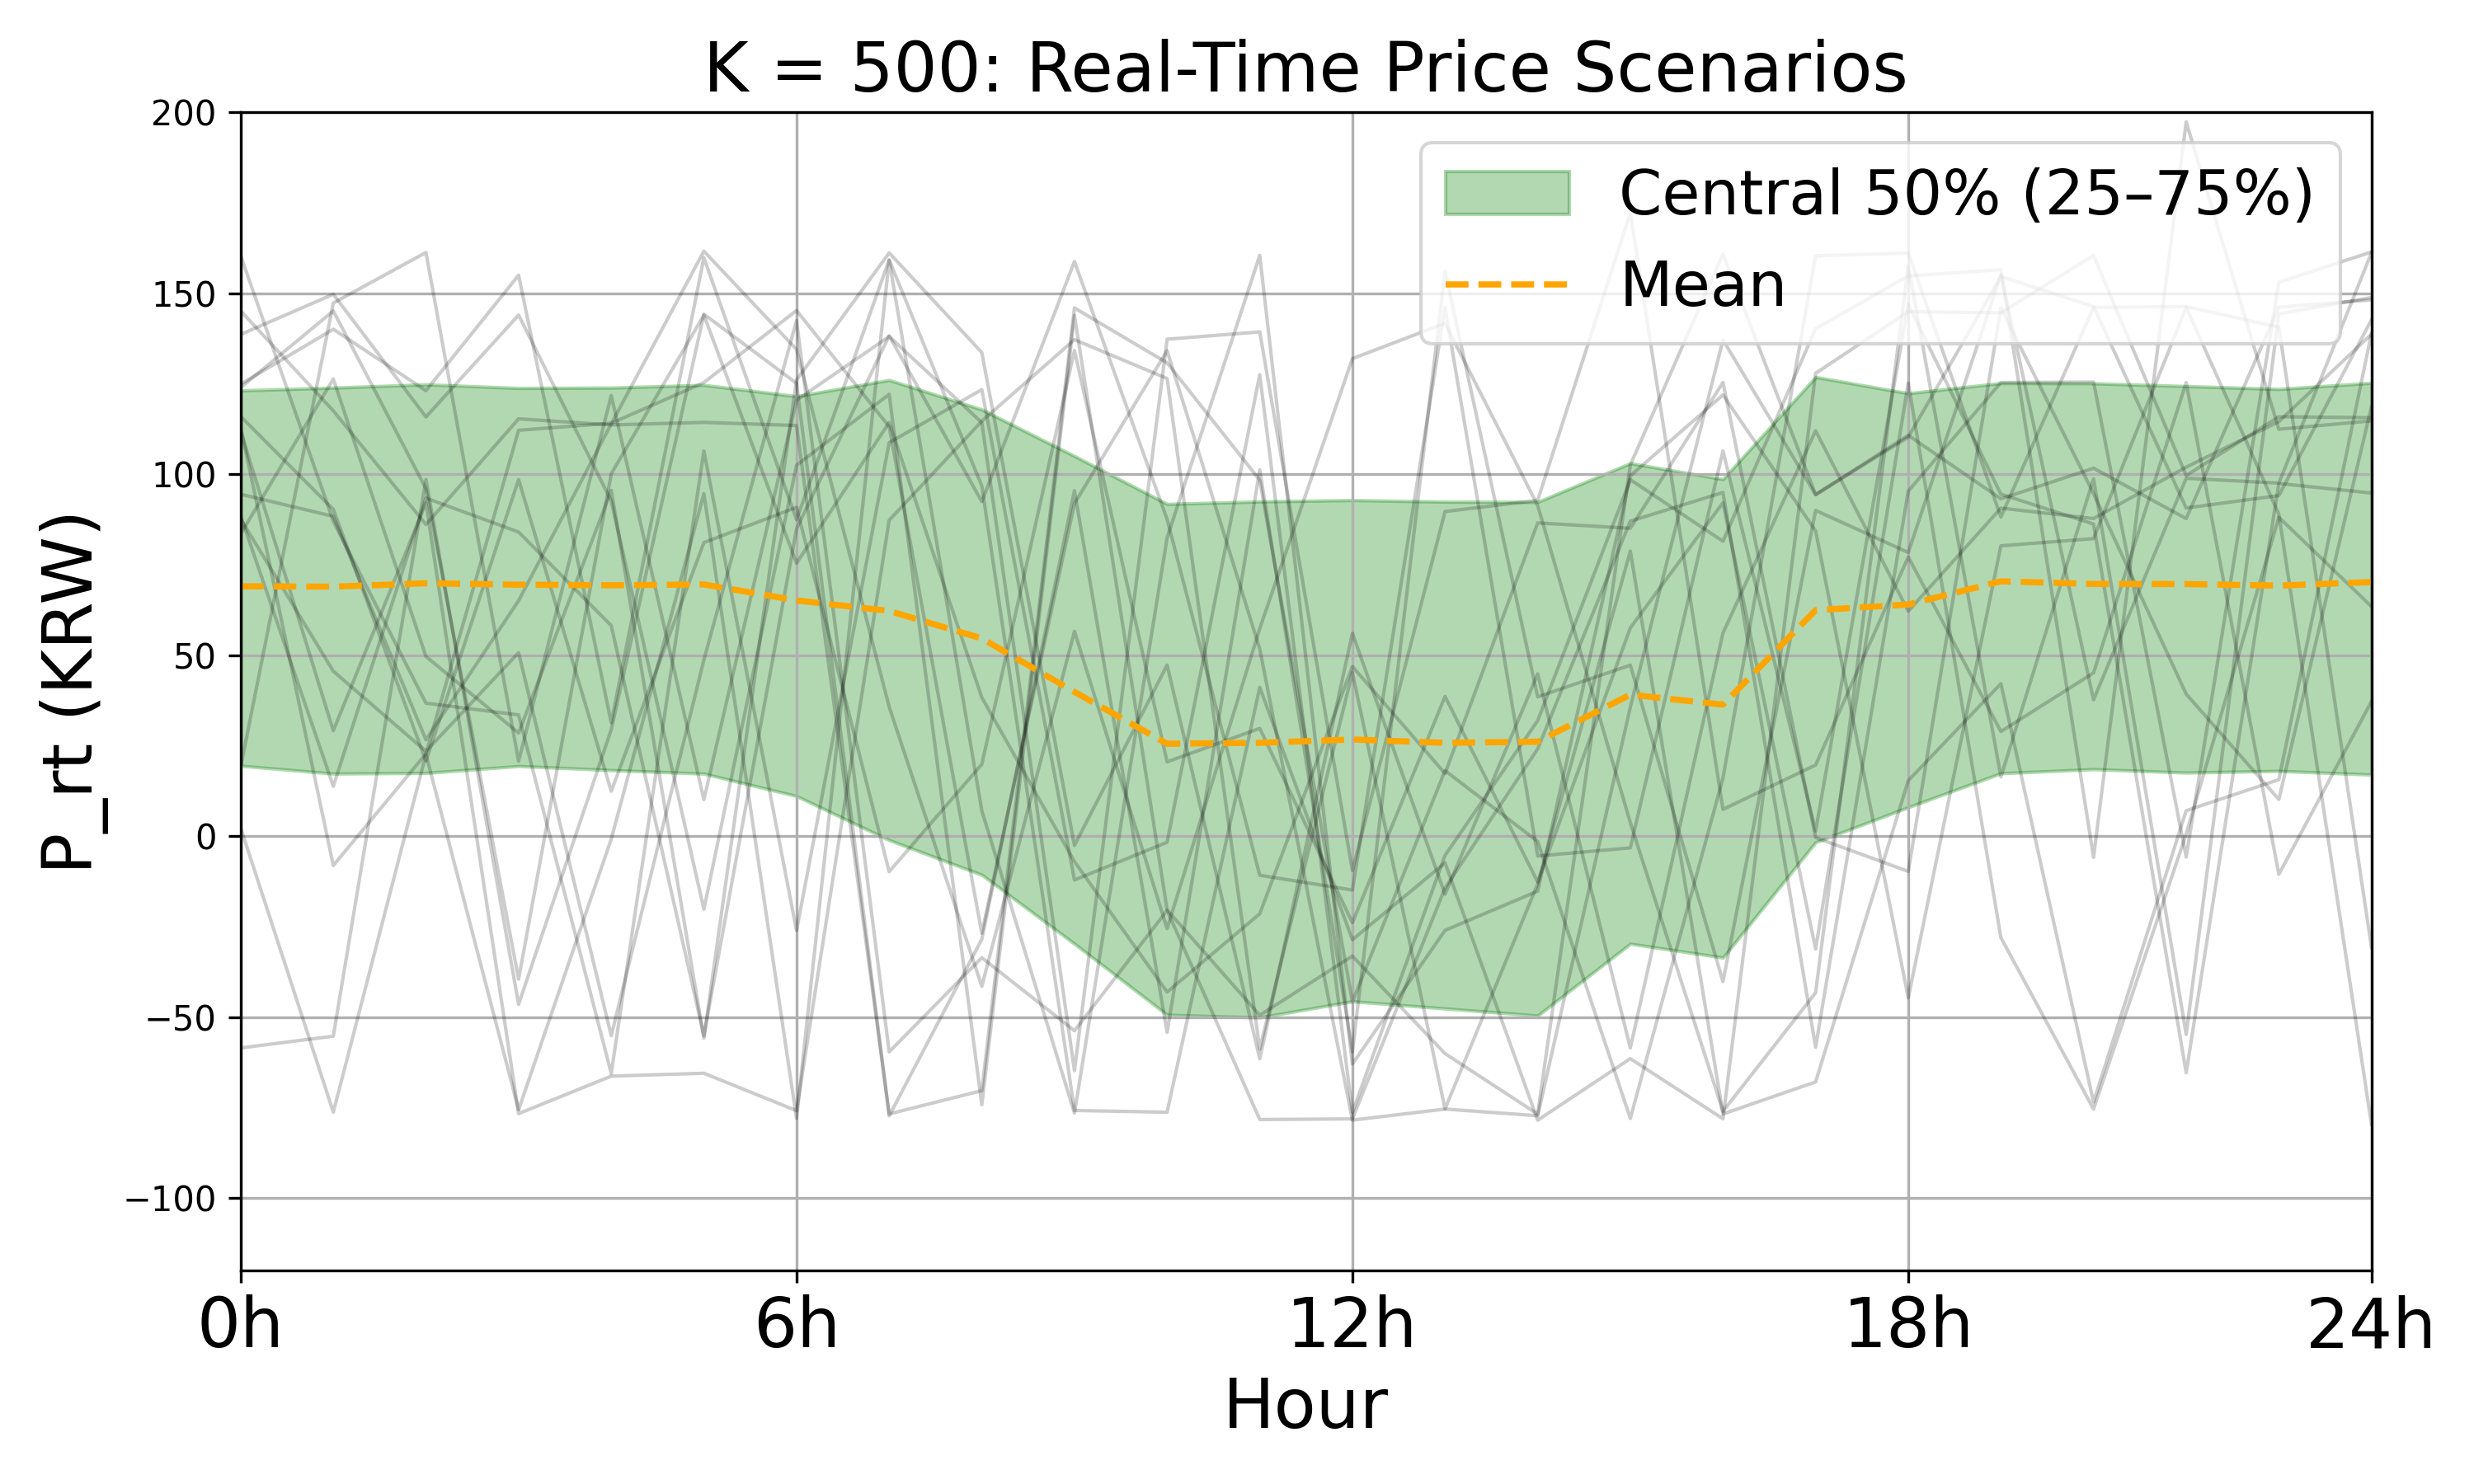 K = 500: Real-Time Price Scenarios
200
150
100
50
0
−50
−100
P_rt (KRW)
Central 50% (25–75%)
Mean
0h
6h
12h
18h
24h
Hour